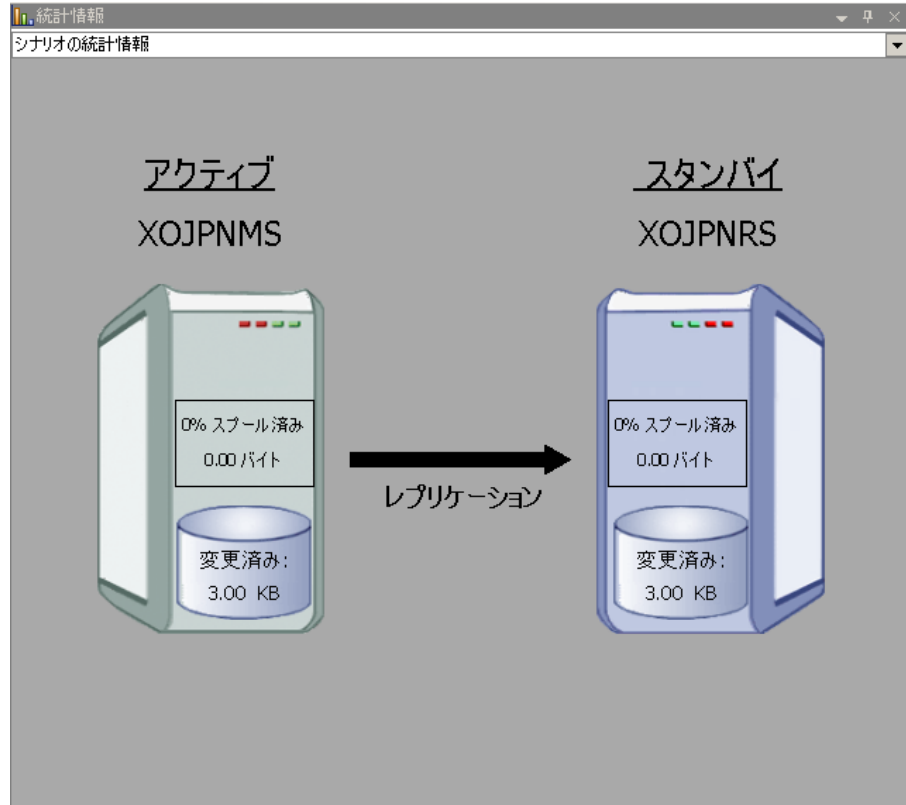 統計情報
シナリオの統計情報
アクティブ
スタンバイ
XOJPNMS
XOJPNRS
0% スプール済み
0.00 バイト
0% スプール済み
0.00 バイト
レプリケーション
変更済み:
3.00 KB
変更済み:
3.00 KB